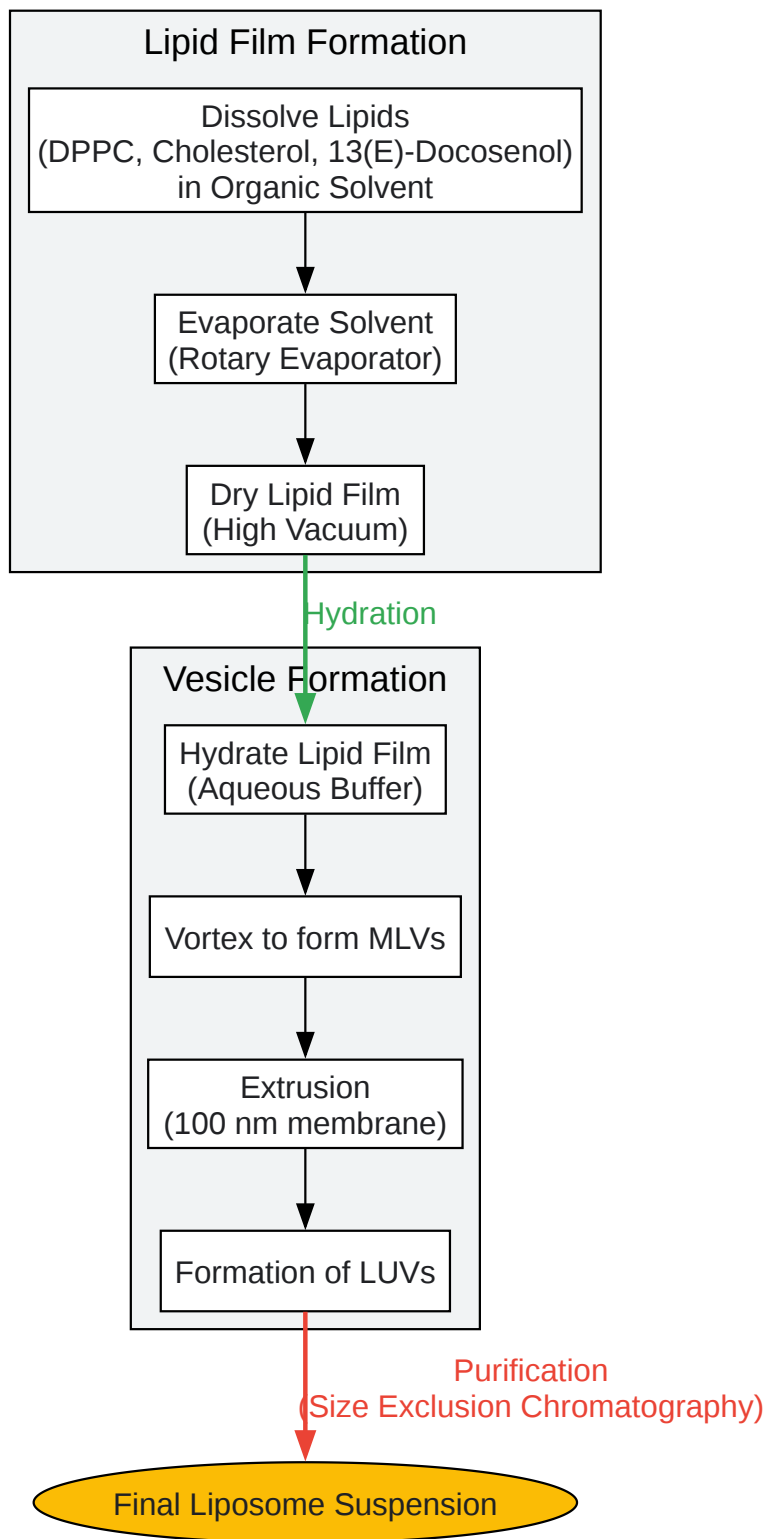 Lipid Film Formation
Dissolve Lipids
(DPPC, Cholesterol, 13(E)-Docosenol)
in Organic Solvent
Evaporate Solvent
(Rotary Evaporator)
Dry Lipid Film
(High Vacuum)
Hydration
Vesicle Formation
Hydrate Lipid Film
(Aqueous Buffer)
Vortex to form MLVs
Extrusion
(100 nm membrane)
Formation of LUVs
Purification
(Size Exclusion Chromatography)
Final Liposome Suspension